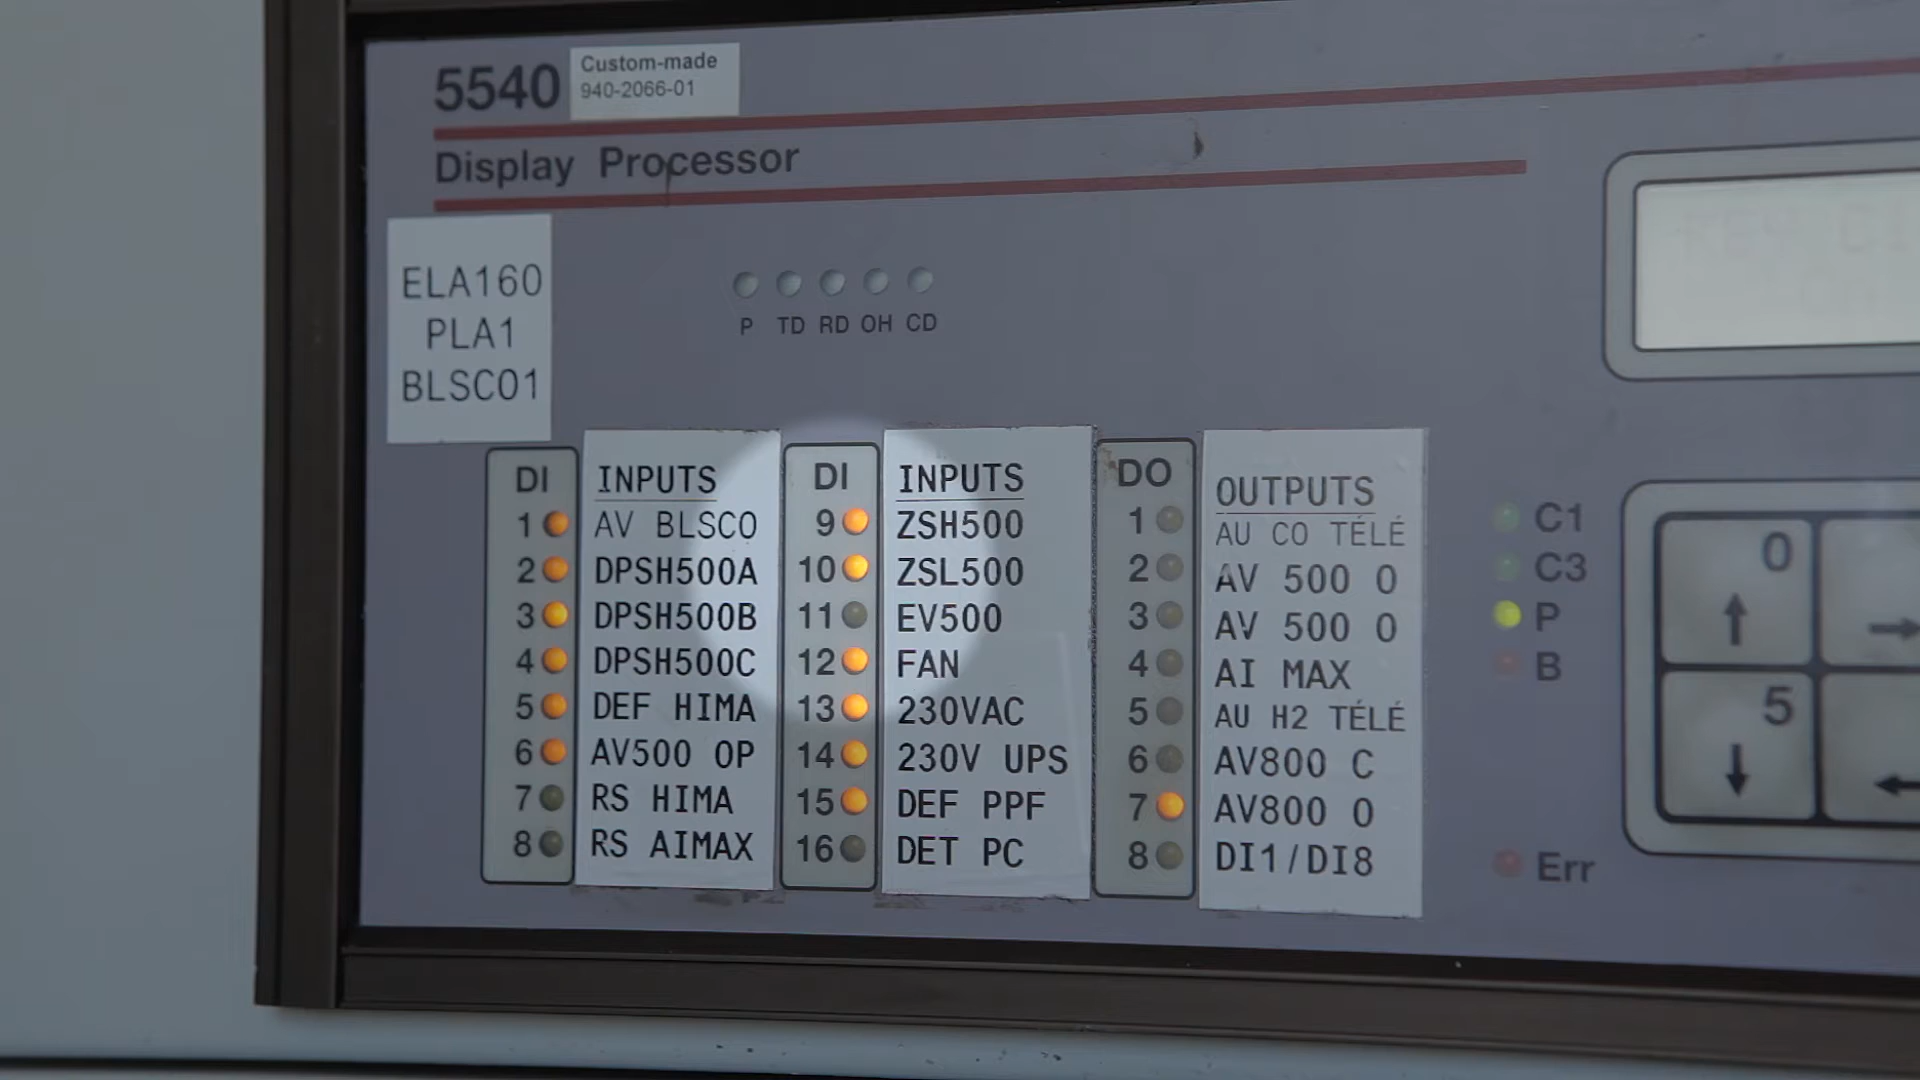 5540
Custom-made
940-2066-01
Display Processor
ELA160
PLA1
BLSC01
P TD RD OH CD
DI INPUTS
1 AV BLSCO
2 DPSH500A
3 DPSH500B
4 DPSH500C
5 DEF HIMA
6 AV500 OP
7 RS HIMA
8 RS AIMAX
DI INPUTS
9 ZSH500
10 ZSL500
11 EV500
12 FAN
13 230VAC
14 230V UPS
15 DEF PPF
16 DET PC
DO OUTPUTS
1 AU CO TÉLÉ
2 AV 500 O
3 AV 500 O
4 AI MAX
5 AU H2 TÉLÉ
6 AV800 C
7 AV800 O
8 DI1/DI8
C1
C3
P
B
Err
0
5